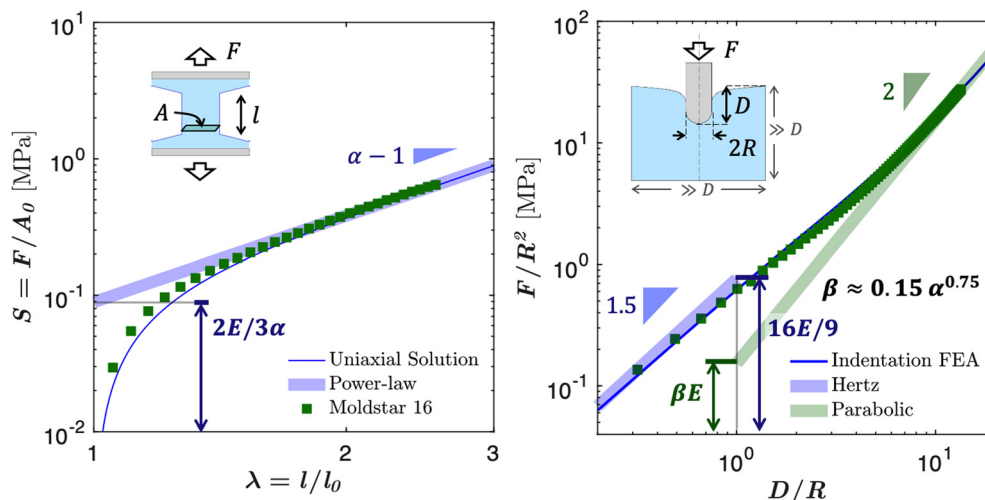 S = F/A₀ [MPa]
10¹
10⁰
10⁻¹
10⁻²
F
A
l
α − 1
2E/3α
Uniaxial Solution
Power-law
Moldstar 16
1
2
3
λ = l/l₀
F/R² [MPa]
10²
10¹
10⁰
10⁻¹
F
D
≫ D
2R
≫ D
2
1.5
β ≈ 0.15 α⁰·⁷⁵
16E/9
βE
Indentation FEA
Hertz
Parabolic
10⁰
10¹
D/R